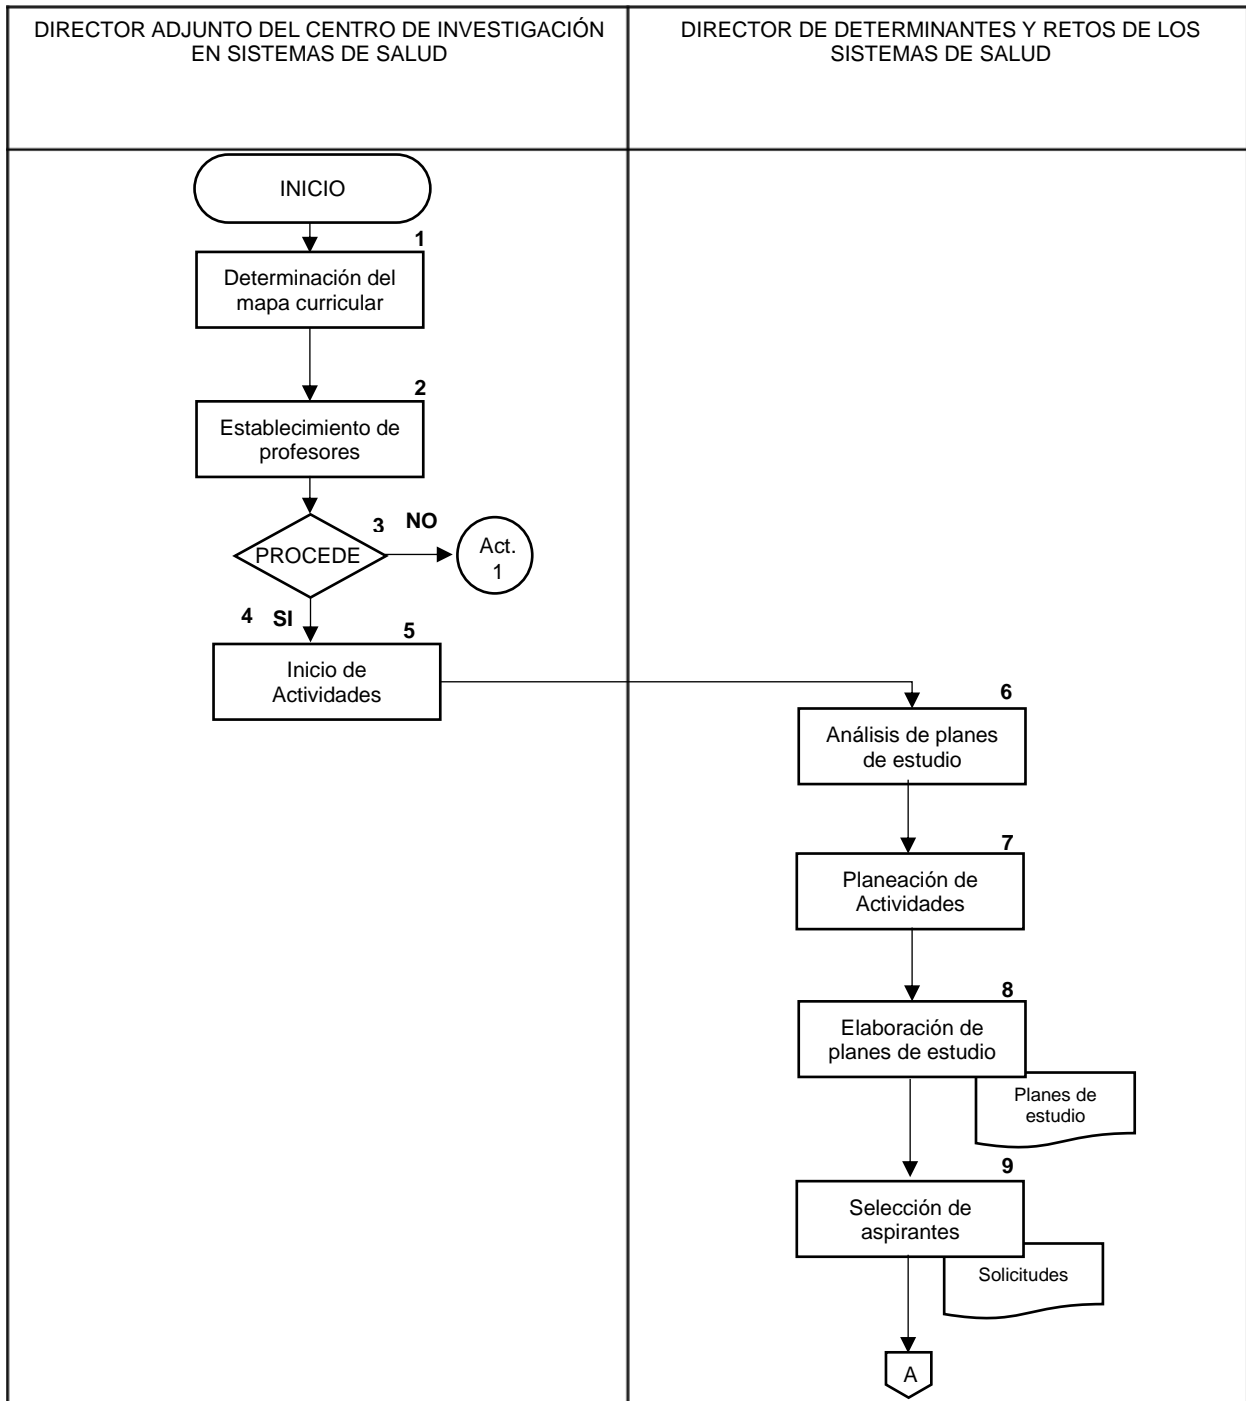 DIRECTOR ADJUNTO DEL CENTRO DE INVESTIGACIÓN
EN SISTEMAS DE SALUD
DIRECTOR DE DETERMINANTES Y RETOS DE LOS
SISTEMAS DE SALUD
INICIO
1
Determinación del
mapa curricular
2
Establecimiento de
profesores
3
NO
PROCEDE
Act.
1
4
SI
5
Inicio de
Actividades
6
Análisis de planes
de estudio
7
Planeación de
Actividades
8
Elaboración de
planes de estudio
Planes de
estudio
9
Selección de
aspirantes
Solicitudes
A